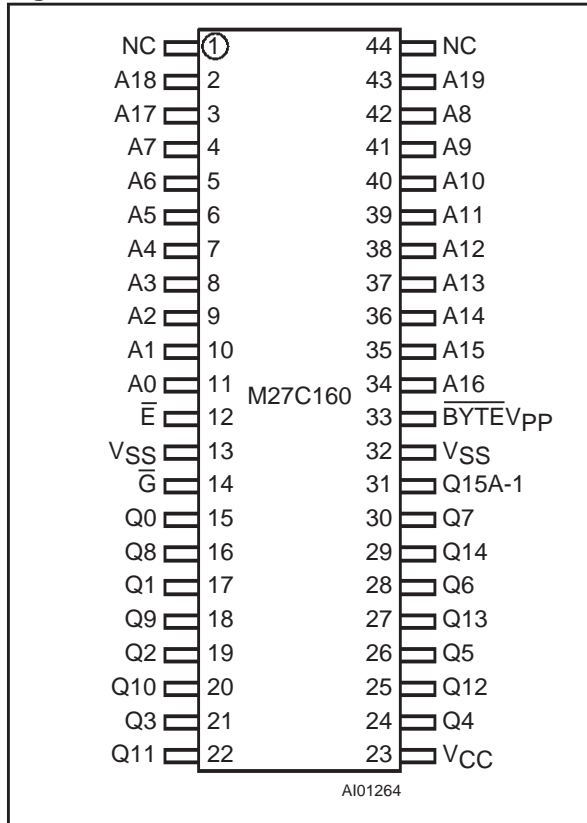 NC 1 44 NC
A18 2 43 A19
A17 3 42 A8
A7 4 41 A9
A6 5 40 A10
A5 6 39 A11
A4 7 38 A12
A3 8 37 A13
A2 9 36 A14
A1 10 35 A15
A0 11 34 A16
M27C160
E̅ 12 33 B̅Y̅T̅E̅VPP
VSS 13 32 VSS
G̅ 14 31 Q15A-1
Q0 15 30 Q7
Q8 16 29 Q14
Q1 17 28 Q6
Q9 18 27 Q13
Q2 19 26 Q5
Q10 20 25 Q12
Q3 21 24 Q4
Q11 22 23 VCC
AI01264